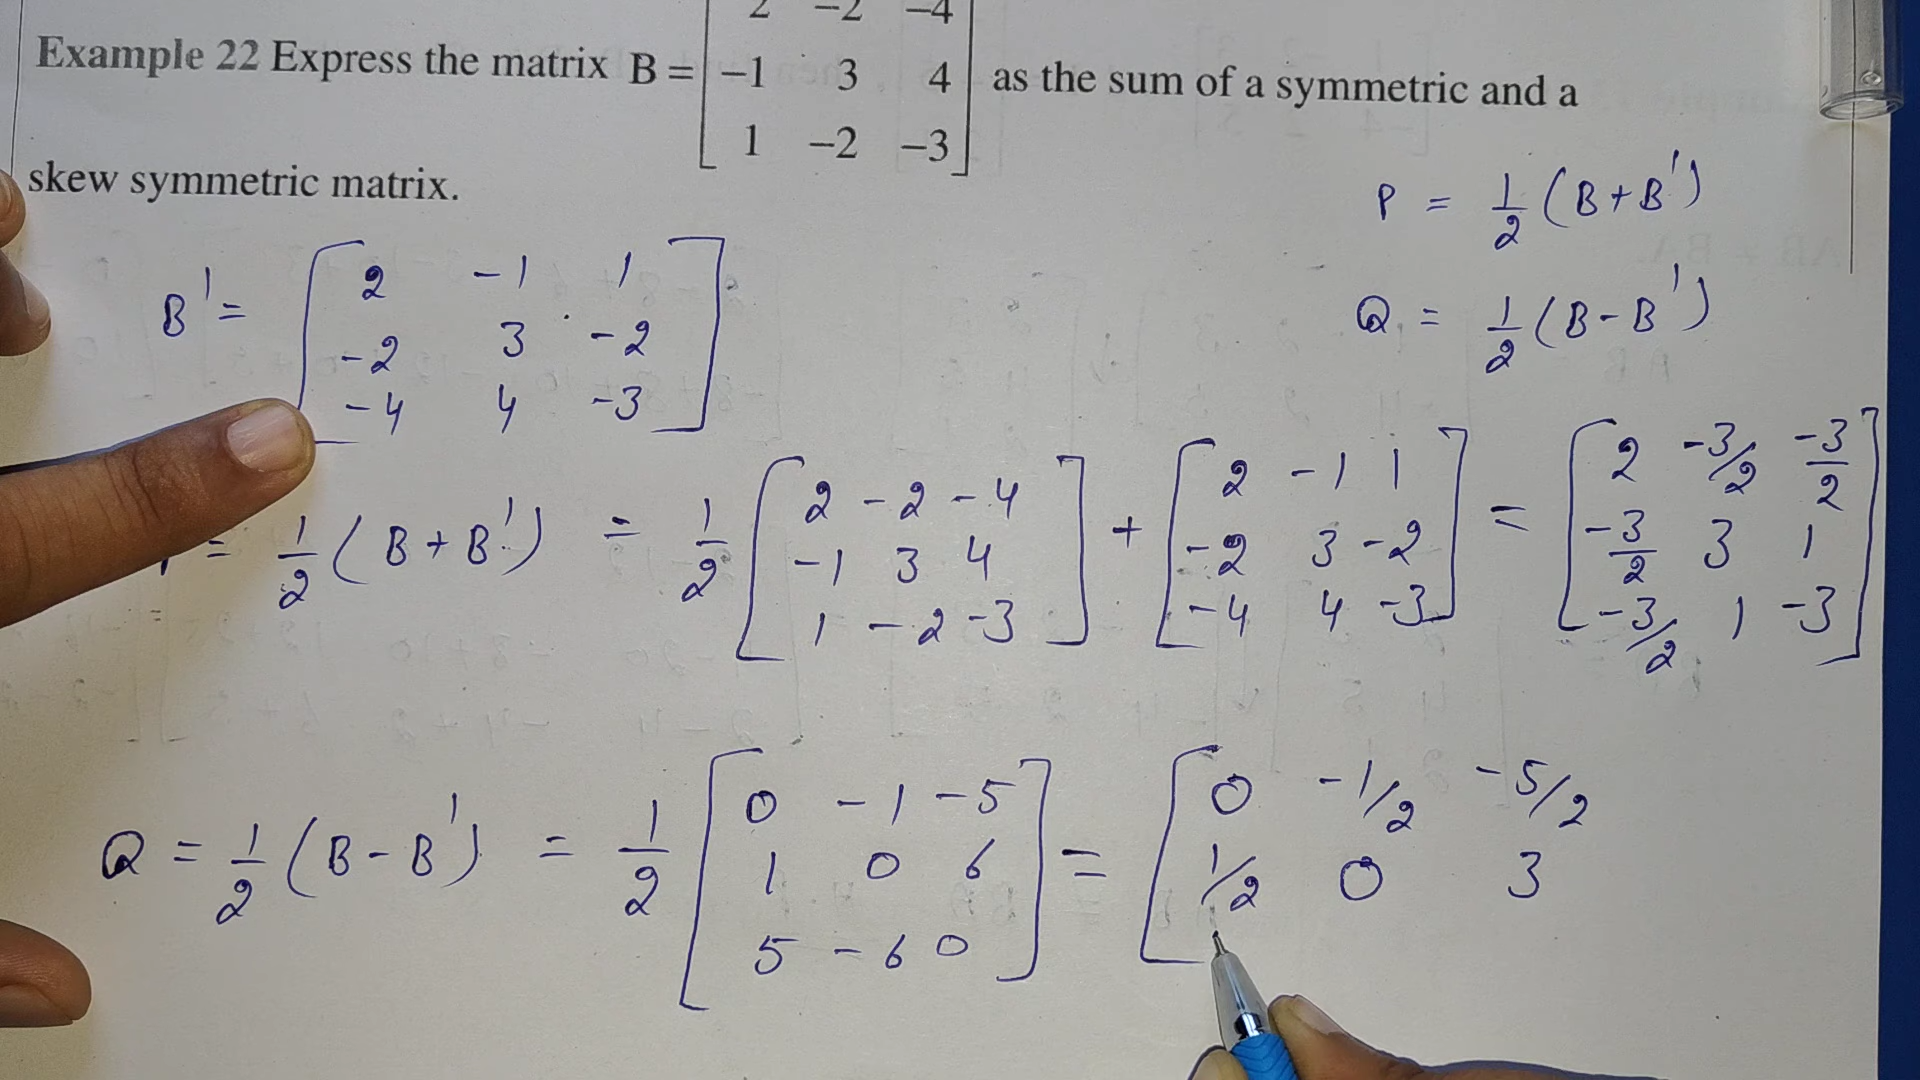 2 −2 −4
Example 22 Express the matrix B = −1 3 4 as the sum of a symmetric and a
1 −2 −3
skew symmetric matrix.
P = 1/2 (B + B')
Q = 1/2 (B - B')
B' = [2 -1 1
-2 3 -2
-4 4 -3]
= 1/2 (B + B') = 1/2 [2 -2 -4 + [2 -1 1 = [2 -3/2 -3/2
-1 3 4 -2 3 -2 -3/2 3 1
1 -2 -3] -4 4 -3] -3/2 1 -3]
Q = 1/2 (B - B') = 1/2 [0 -1 -5 = [0 -1/2 -5/2
1 0 6 1/2 0 3
5 -6 0]